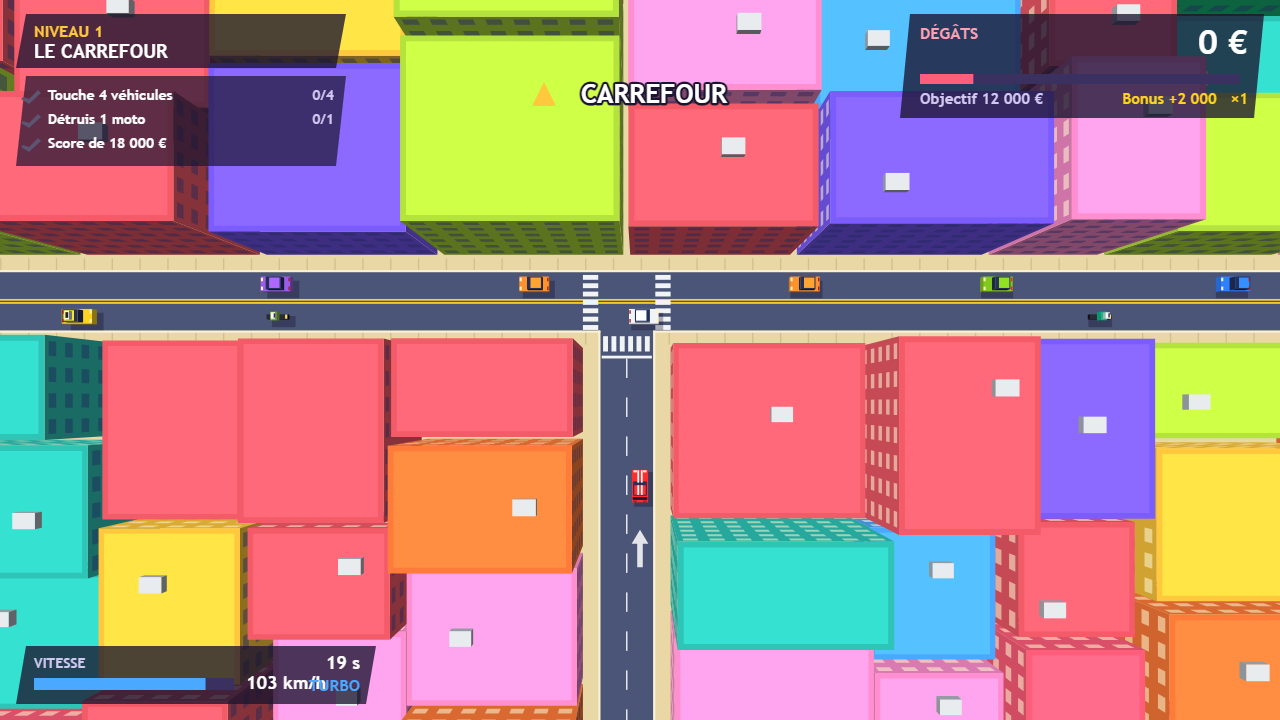 NIVEAU 1
LE CARREFOUR
Touche 4 véhicules 0/4
Détruis 1 moto 0/1
Score de 18 000 €
CARREFOUR
DÉGÂTS
0 €
Objectif 12 000 € Bonus +2 000 ×1
VITESSE 19 s
103 km/h TURBO